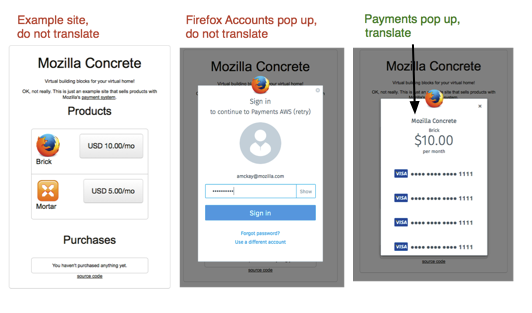 Example site,
do not translate
Mozilla Concrete
Virtual building blocks for your virtual home!
OK, not really. This is just an example site that sells products with
Mozilla's payment system.
Products
USD 10.00/mo
Brick
USD 5.00/mo
Mortar
Purchases
You haven't purchased anything yet.
source code
Firefox Accounts pop up,
do not translate
Mozilla Concrete
Sign in
to continue to Payments AWS (retry)
amckay@mozilla.com
••••••••••
Show
Sign in
Forgot password?
Use a different account
Payments pop up,
translate
Mozilla Concrete
Mozilla Concrete
Brick
$10.00
per month
VISA •••• •••• •••• 1111
VISA •••• •••• •••• 1111
VISA •••• •••• •••• 1111
VISA •••• •••• •••• 1111
source code